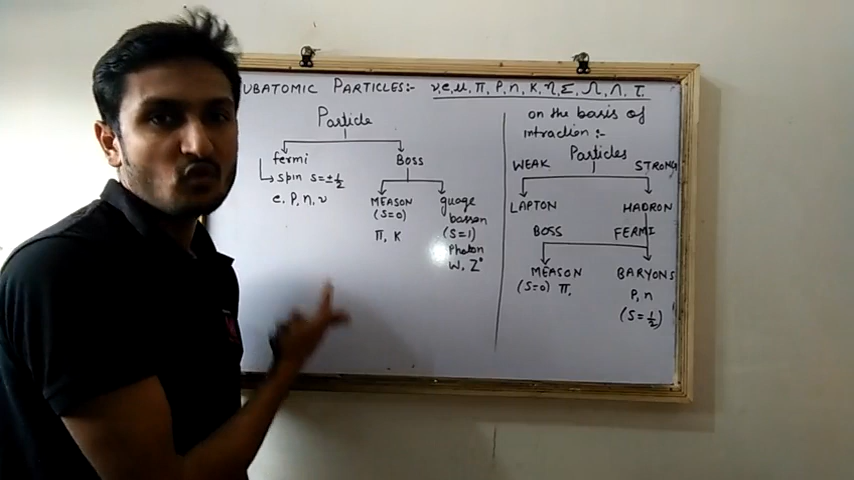 UBATOMIC PARTICLES:- ν, e, μ, π, P, n, K, η, Σ, Ω, Λ, τ
Particle
fermi
BOSS
spin S=±1/2
e, P, n, ν
MEASON
(S=0)
π, K
guage
basson
(S=1)
Photon
W, Z°
on the basis of
intraction:-
Particles
WEAK
STRONG
LAPTON
HADRON
BOSS
FERMI
MEASON
(S=0) π,
BARYONS
P, n
(S=1/2)